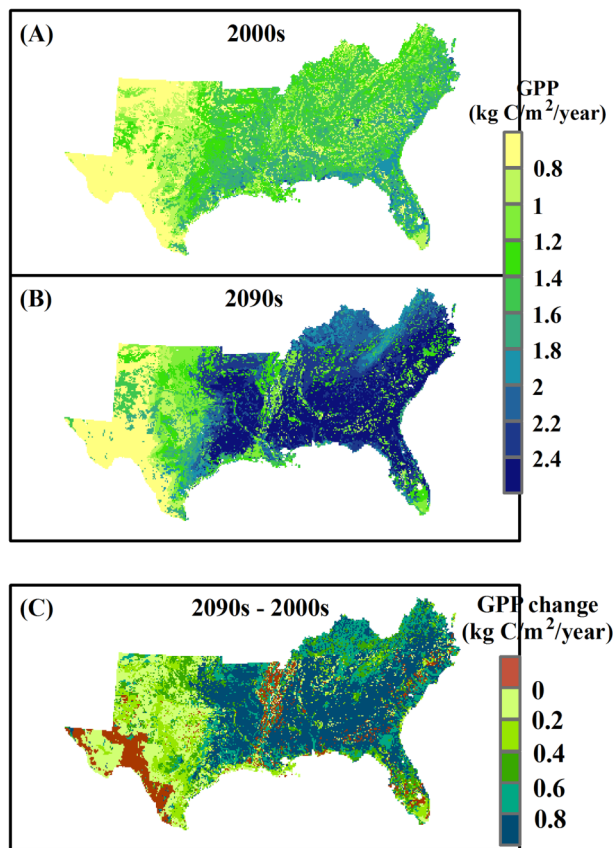 (A)
2000s
GPP
(kg C/m²/year)
0.8
1
1.2
1.4
1.6
1.8
2
2.2
2.4
(B)
2090s
(C)
2090s - 2000s
GPP change
(kg C/m²/year)
0
0.2
0.4
0.6
0.8